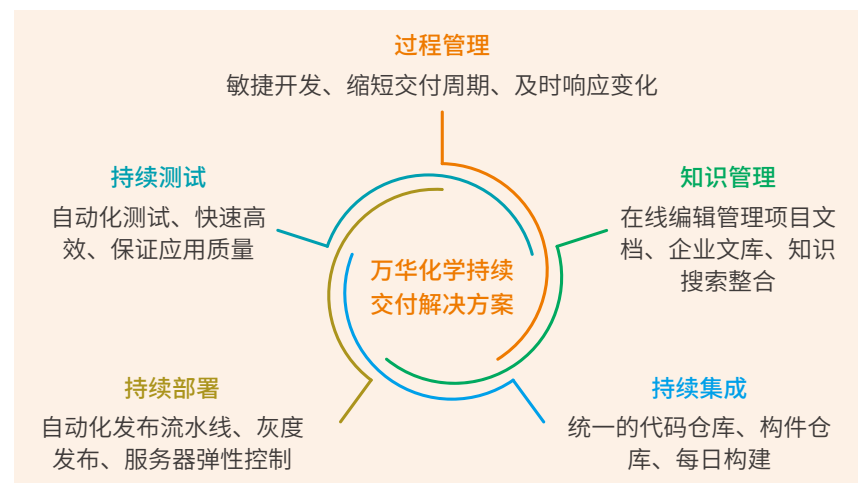 过程管理
敏捷开发、缩短交付周期、及时响应变化
持续测试
自动化测试、快速高
效、保证应用质量
知识管理
在线编辑管理项目文
档、企业文库、知识
搜索整合
万华化学持续
交付解决方案
持续部署
自动化发布流水线、灰度
发布、服务器弹性控制
持续集成
统一的代码仓库、构件仓
库、每日构建